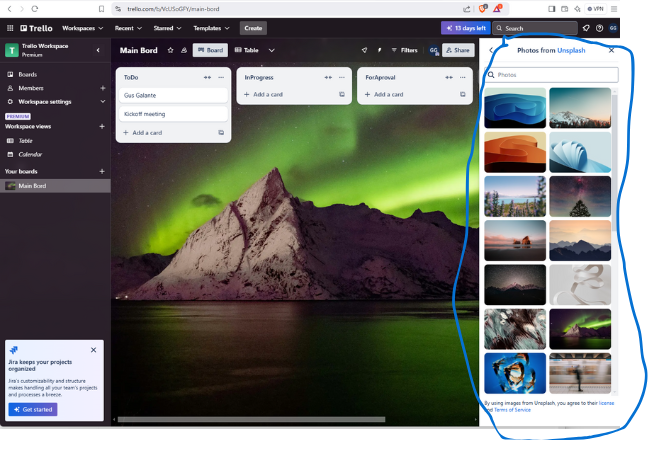 trello.com/b/VcUSoGFY/main-bord
VPN
Trello
Workspaces
Recent
Starred
Templates
Create
13 days left
Search
GG
T
Trello Workspace
Premium
Main Bord
Board
Table
Filters
GG
Share
Photos from Unsplash
Photos
Boards
Members
Workspace settings
PREMIUM
Workspace views
Table
Calendar
Your boards
Main Bord
ToDo
Gus Galante
Kickoff meeting
+ Add a card
InProgress
+ Add a card
ForAproval
+ Add a card
Jira keeps your projects
organized
Jira's customizability and structure
makes handling all your team's projects
and processes a breeze.
Get started
By using images from Unsplash, you agree to their license
and Terms of Service